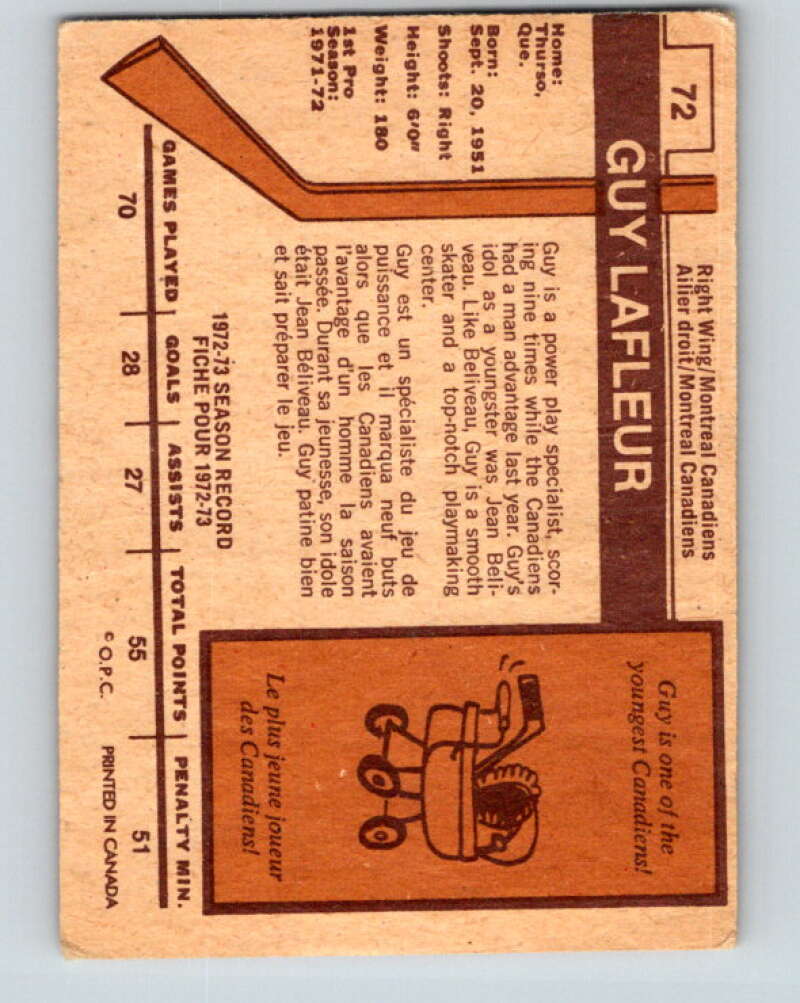 72
Right Wing/Montreal Canadiens
Ailier droit/Montreal Canadiens
GUY LAFLEUR
Home:
Thurso,
Que.
Born:
Sept. 20, 1951
Shoots: Right
Height: 6'0"
Weight: 180
1st Pro
Season:
1971-72
Guy is a power play specialist, scor-
ing nine times while the Canadiens
had a man advantage last year. Guy's
idol as a youngster was Jean Beli-
veau. Like Beliveau, Guy is a smooth
skater and a top-notch playmaking
center.
Guy est un spécialiste du jeu de
puissance et il marqua neuf buts
alors que les Canadiens avaient
l'avantage d'un homme la saison
passée. Durant sa jeunesse, son idole
était Jean Béliveau. Guy patine bien
et sait préparer le jeu.
Guy is one of the
youngest Canadiens!
Le plus jeune joueur
des Canadiens!
1972-73 SEASON RECORD
FICHE POUR 1972-73
GAMES PLAYED GOALS ASSISTS TOTAL POINTS PENALTY MIN.
70 28 27 55 51
© O.P.C. PRINTED IN CANADA